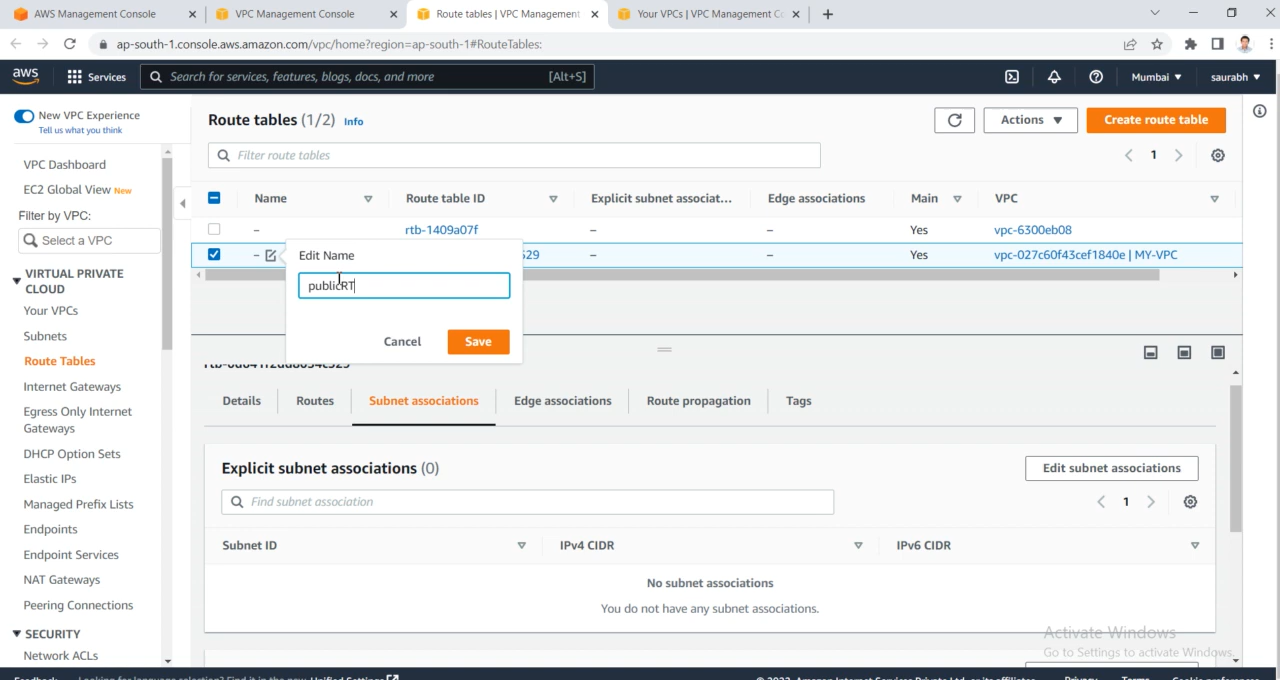 AWS Management Console
VPC Management Console
Route tables | VPC Management
Your VPCs | VPC Management Co
ap-south-1.console.aws.amazon.com/vpc/home?region=ap-south-1#RouteTables:
aws
Services
Search for services, features, blogs, docs, and more
[Alt+S]
Mumbai
saurabh
New VPC Experience
Tell us what you think
VPC Dashboard
EC2 Global View New
Filter by VPC:
Select a VPC
VIRTUAL PRIVATE
CLOUD
Your VPCs
Subnets
Route Tables
Internet Gateways
Egress Only Internet
Gateways
DHCP Option Sets
Elastic IPs
Managed Prefix Lists
Endpoints
Endpoint Services
NAT Gateways
Peering Connections
SECURITY
Network ACLs
Route tables (1/2) Info
Actions
Create route table
Filter route tables
1
Name
Route table ID
Explicit subnet associat...
Edge associations
Main
VPC
–
rtb-1409a07f
–
–
Yes
vpc-6300eb08
–
529
–
–
Yes
vpc-027c60f43cef1840e | MY-VPC
Edit Name
publicRT
Cancel
Save
Details
Routes
Subnet associations
Edge associations
Route propagation
Tags
Explicit subnet associations (0)
Edit subnet associations
Find subnet association
1
Subnet ID
IPv4 CIDR
IPv6 CIDR
No subnet associations
You do not have any subnet associations.
Activate Windows
Go to Settings to activate Windows.